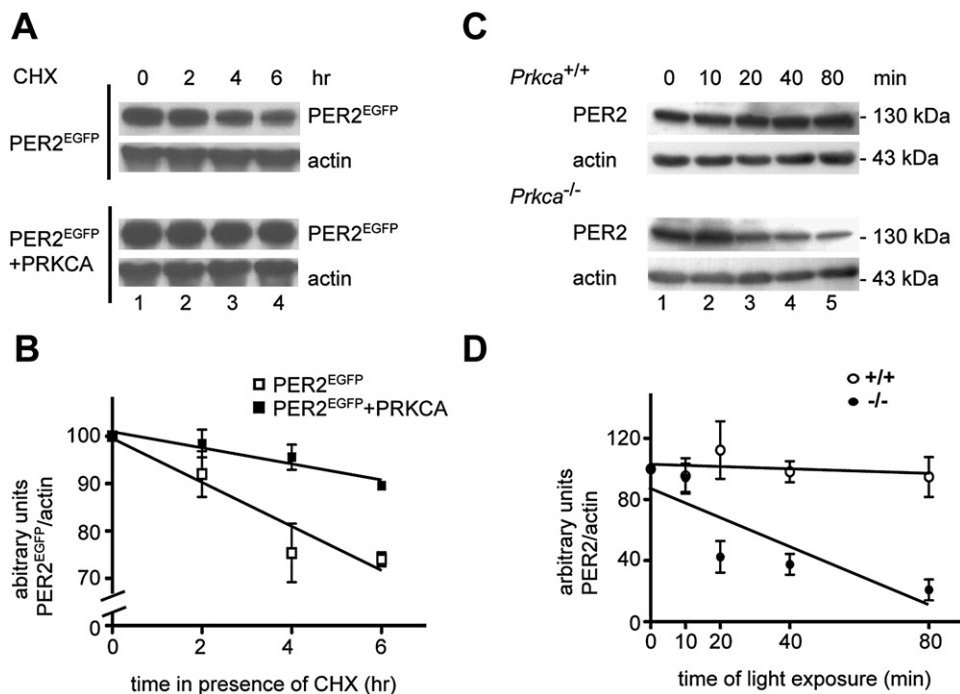 A
CHX 0 2 4 6 hr
PER2EGFP PER2EGFP
actin
PER2EGFP
+PRKCA PER2EGFP
actin
1 2 3 4
B
PER2EGFP
PER2EGFP+PRKCA
abitrary units
PER2EGFP/actin
100
90
80
70
0
0 2 4 6
time in presence of CHX (hr)
C
Prkca+/+ 0 10 20 40 80 min
PER2 - 130 kDa
actin - 43 kDa
Prkca-/-
PER2 - 130 kDa
actin - 43 kDa
1 2 3 4 5
D
+/+
-/-
arbitrary units
PER2/actin
120
80
40
0
0 10 20 40 80
time of light exposure (min)